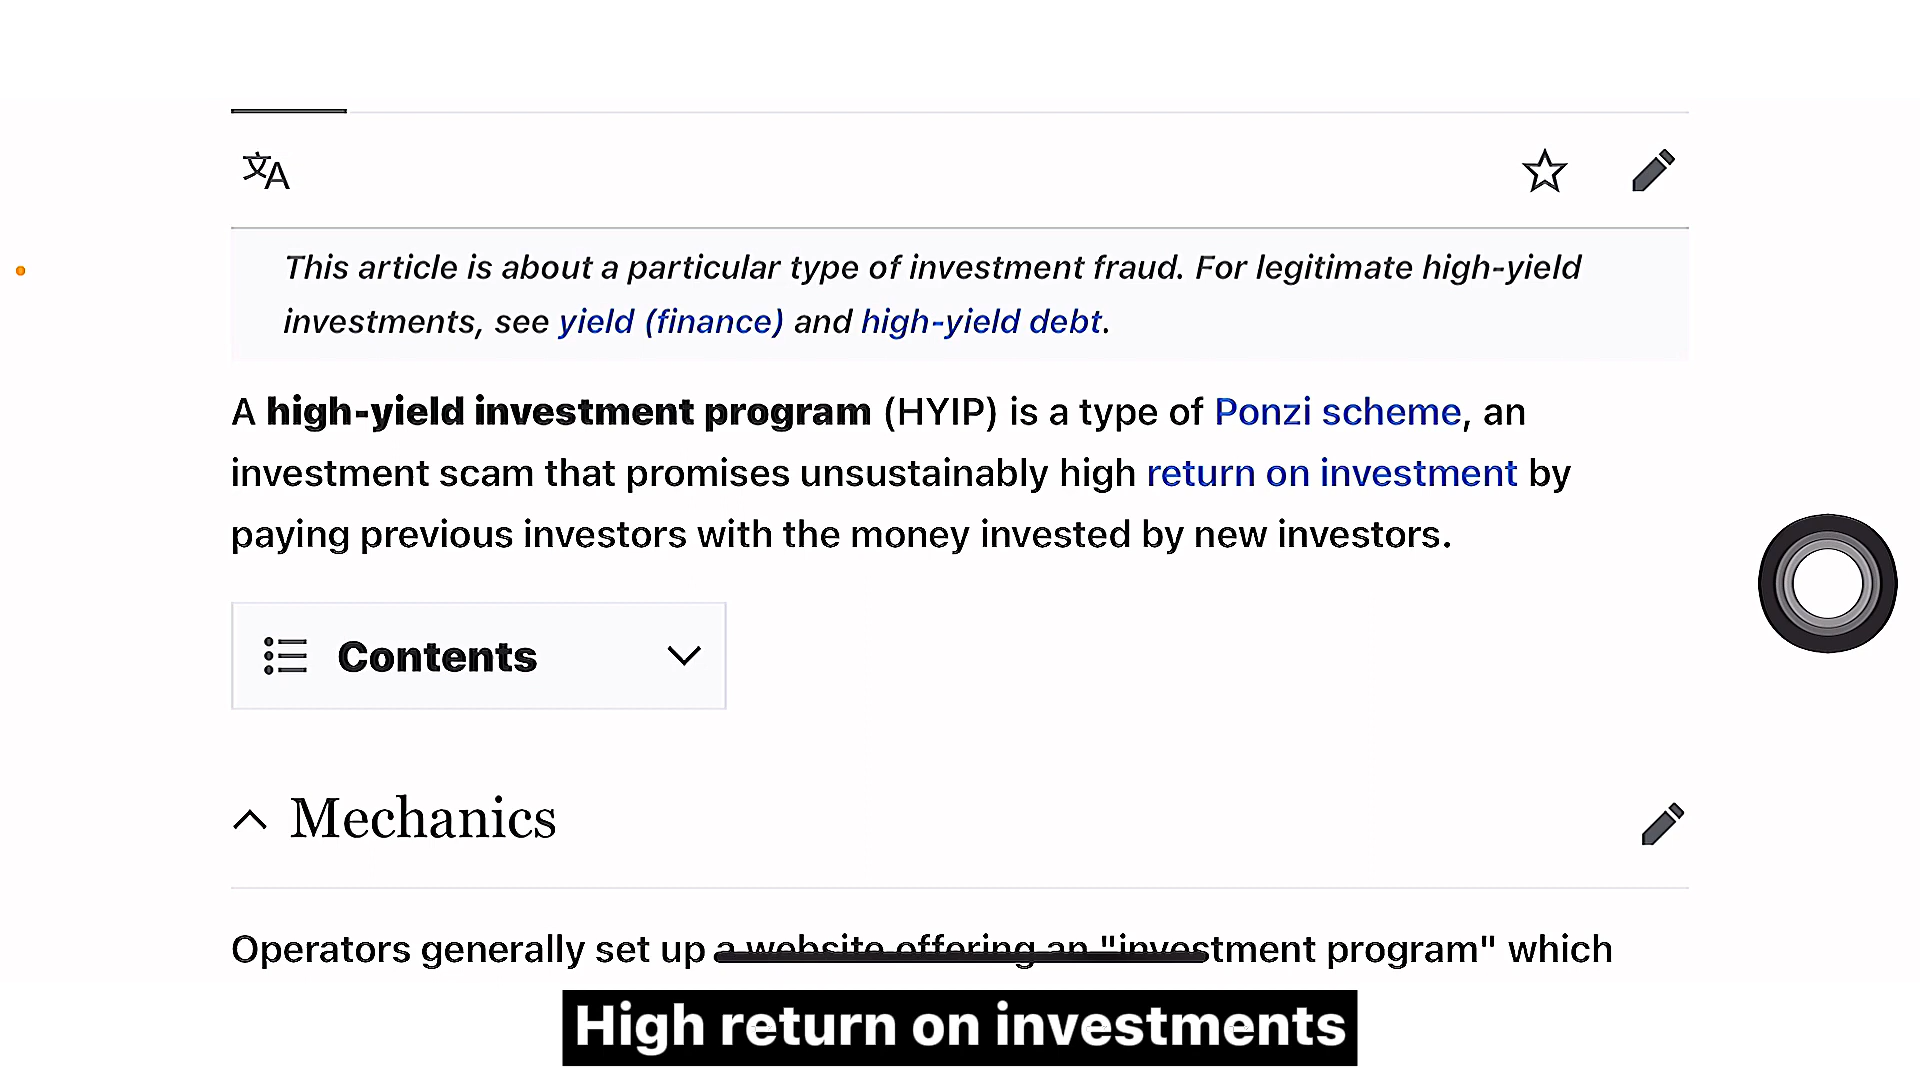 This article is about a particular type of investment fraud. For legitimate high-yield
investments, see yield (finance) and high-yield debt.
A high-yield investment program (HYIP) is a type of Ponzi scheme, an
investment scam that promises unsustainably high return on investment by
paying previous investors with the money invested by new investors.
Contents
Mechanics
Operators generally set up a website offering an "investment program" which
High return on investments